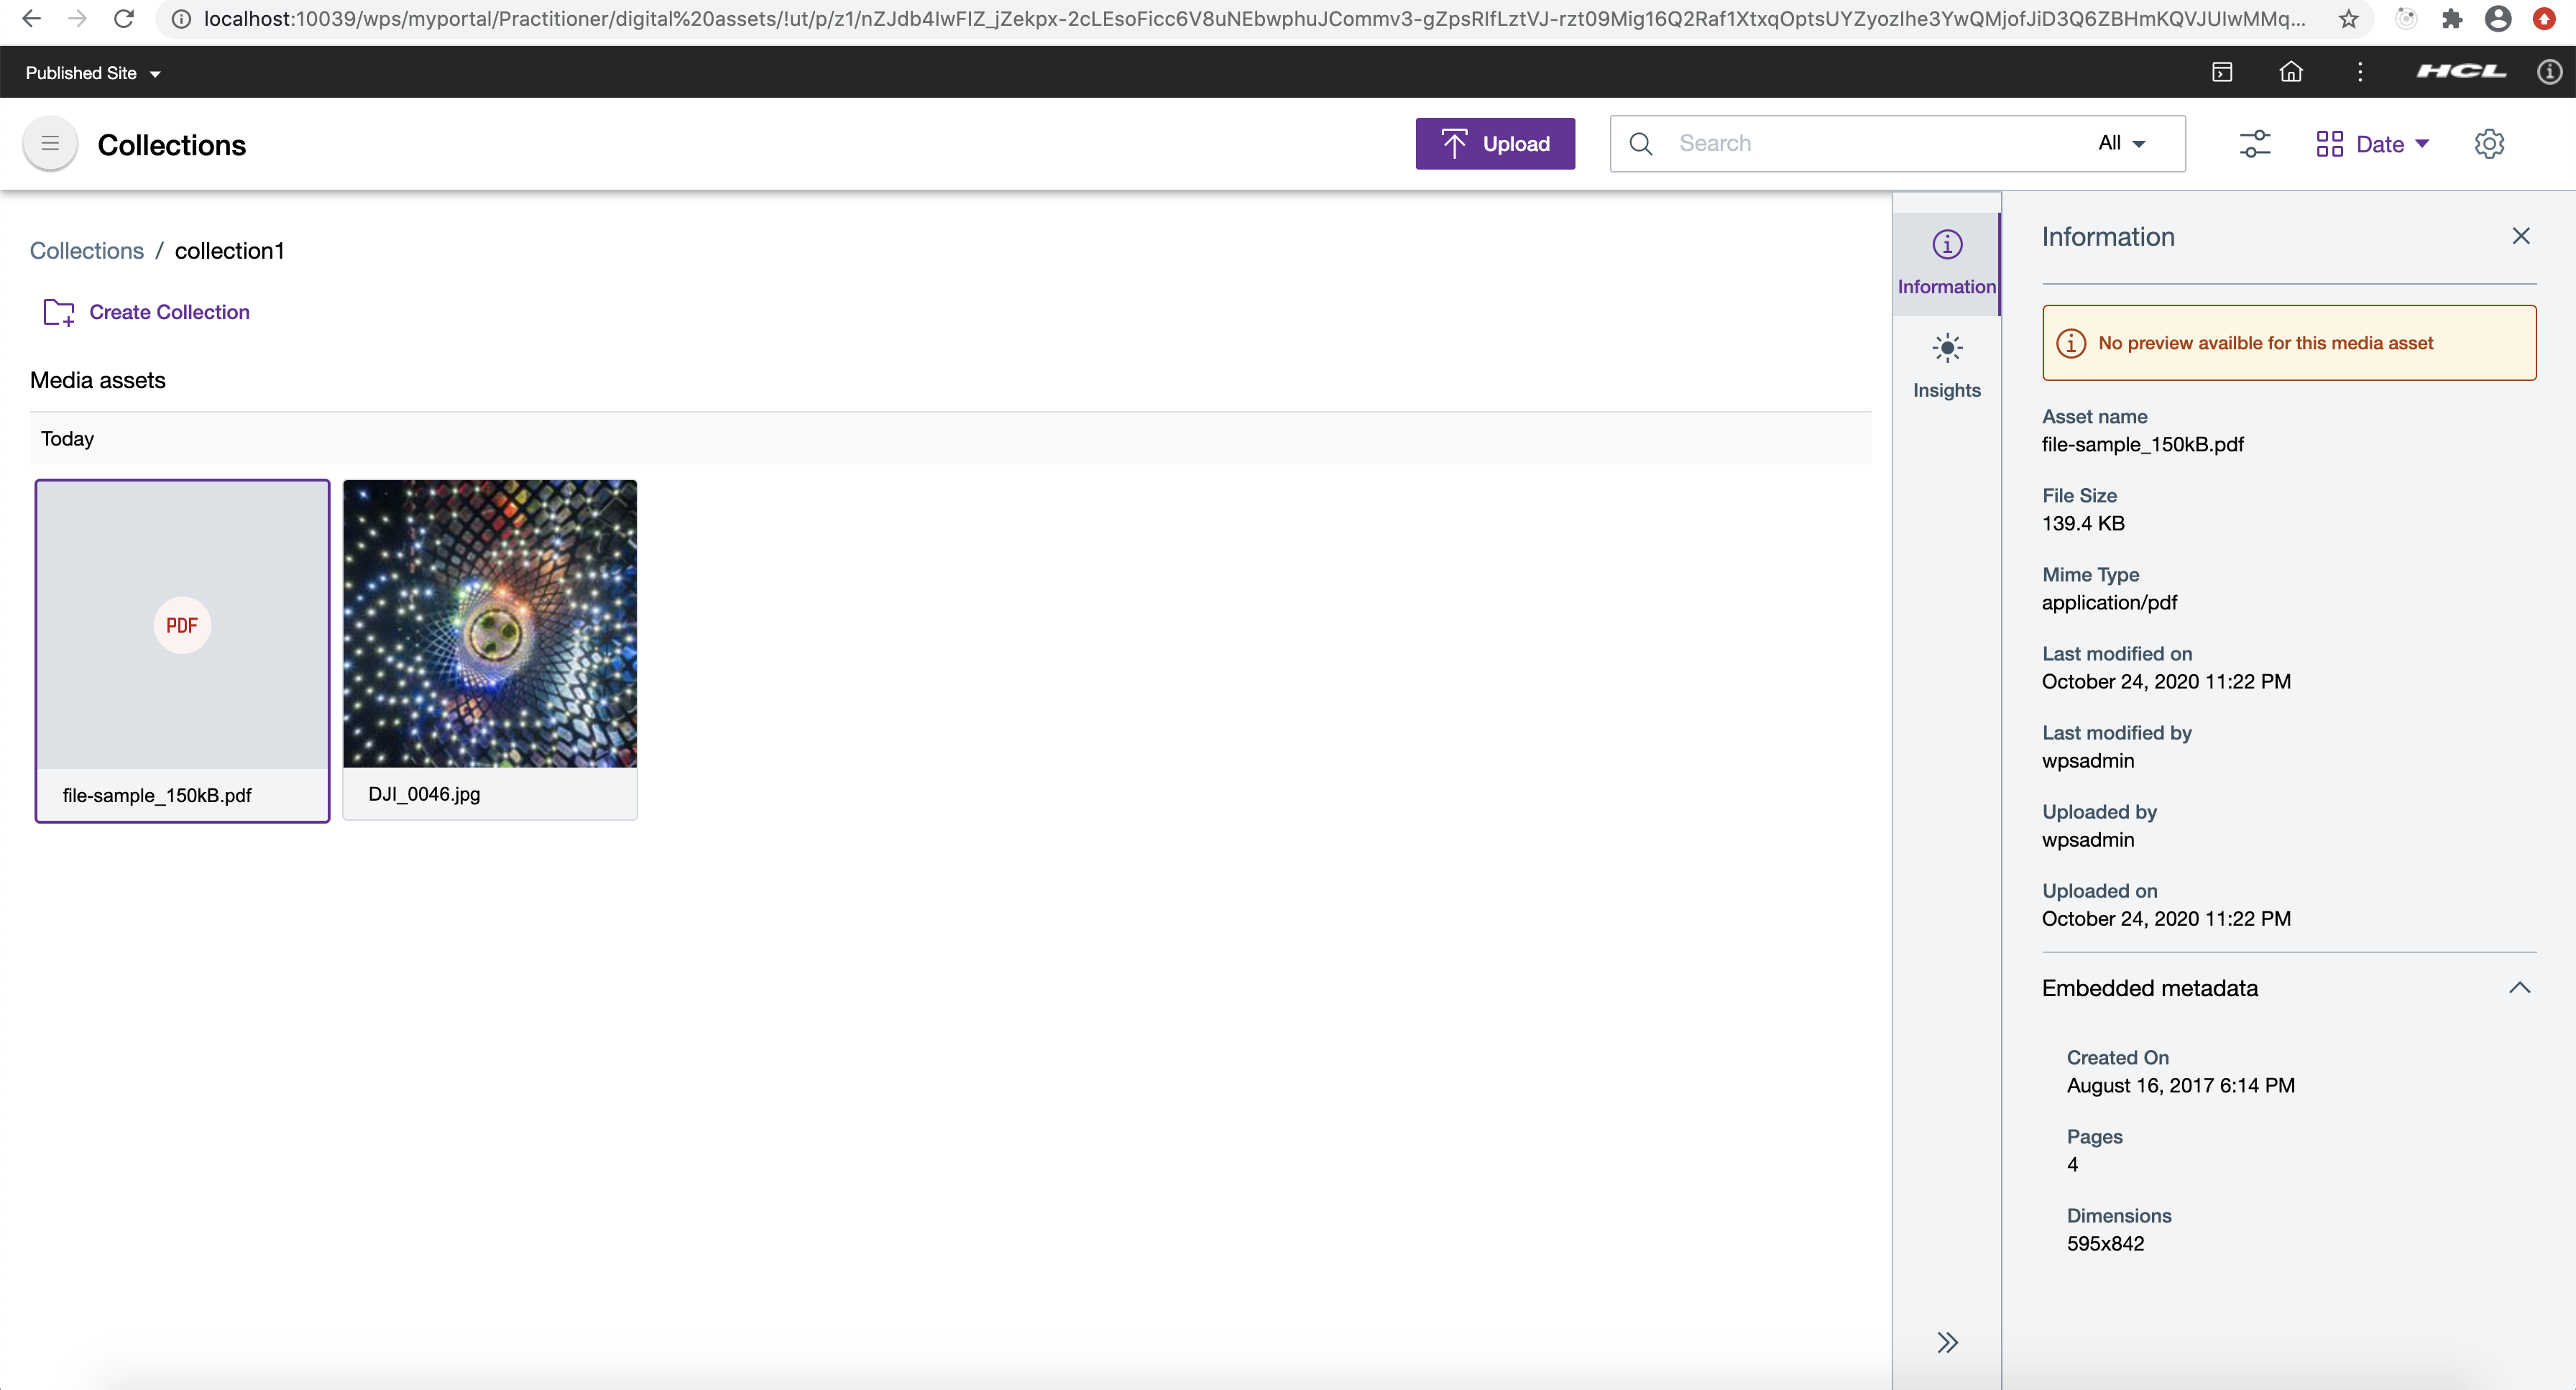 localhost:10039/wps/myportal/Practitioner/digital%20assets/!ut/p/z1/nZJdb4IwFIZ_jZekpx-2cLEsoFicc6V8uNEbwphuJCommv3-gZpsRIfLztVJ-rzt09Mig16Q2Raf1XtxqOptsUYZyozIhe3YwQMjofJiD3Q6ZBHmKQVJUIwMMq...
Published Site
HCL
Collections
Upload
Search
All
Date
Collections / collection1
Create Collection
Media assets
Today
PDF
file-sample_150kB.pdf
DJI_0046.jpg
Information
Insights
Information
No preview availble for this media asset
Asset name
file-sample_150kB.pdf
File Size
139.4 KB
Mime Type
application/pdf
Last modified on
October 24, 2020 11:22 PM
Last modified by
wpsadmin
Uploaded by
wpsadmin
Uploaded on
October 24, 2020 11:22 PM
Embedded metadata
Created On
August 16, 2017 6:14 PM
Pages
4
Dimensions
595x842